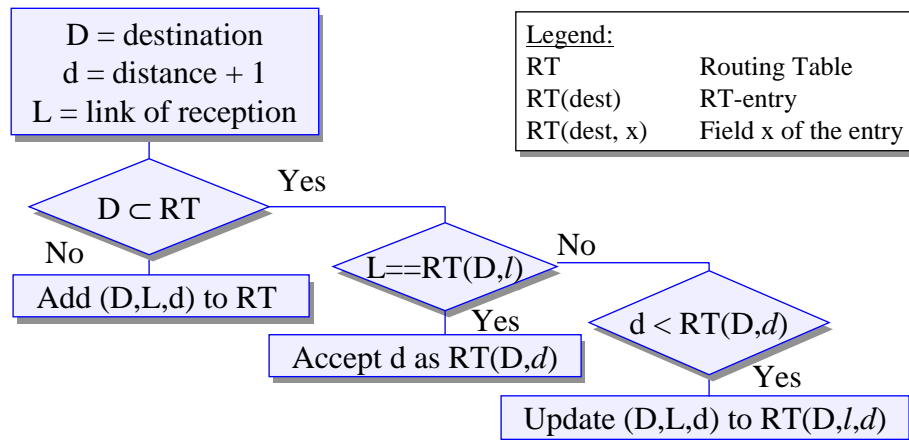 D = destination
d = distance + 1
L = link of reception
Legend:
RT Routing Table
RT(dest) RT-entry
RT(dest, x) Field x of the entry
Yes
D ⊂ RT
No
No
L==RT(D,l)
Add (D,L,d) to RT
Yes
d < RT(D,d)
Accept d as RT(D,d)
Yes
Update (D,L,d) to RT(D,l,d)